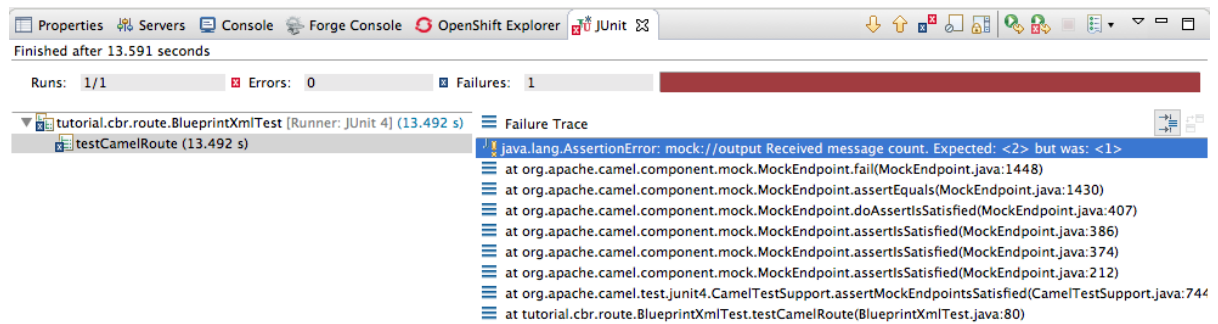 Properties Servers Console Forge Console OpenShift Explorer JUnit
Finished after 13.591 seconds
Runs: 1/1 Errors: 0 Failures: 1
tutorial.cbr.route.BlueprintXmlTest [Runner: JUnit 4] (13.492 s)
testCamelRoute (13.492 s)
Failure Trace
java.lang.AssertionError: mock://output Received message count. Expected: <2> but was: <1>
at org.apache.camel.component.mock.MockEndpoint.fail(MockEndpoint.java:1448)
at org.apache.camel.component.mock.MockEndpoint.assertEquals(MockEndpoint.java:1430)
at org.apache.camel.component.mock.MockEndpoint.doAssertIsSatisfied(MockEndpoint.java:407)
at org.apache.camel.component.mock.MockEndpoint.assertIsSatisfied(MockEndpoint.java:386)
at org.apache.camel.component.mock.MockEndpoint.assertIsSatisfied(MockEndpoint.java:374)
at org.apache.camel.component.mock.MockEndpoint.assertIsSatisfied(MockEndpoint.java:212)
at org.apache.camel.test.junit4.CamelTestSupport.assertMockEndpointsSatisfied(CamelTestSupport.java:744
at tutorial.cbr.route.BlueprintXmlTest.testCamelRoute(BlueprintXmlTest.java:80)